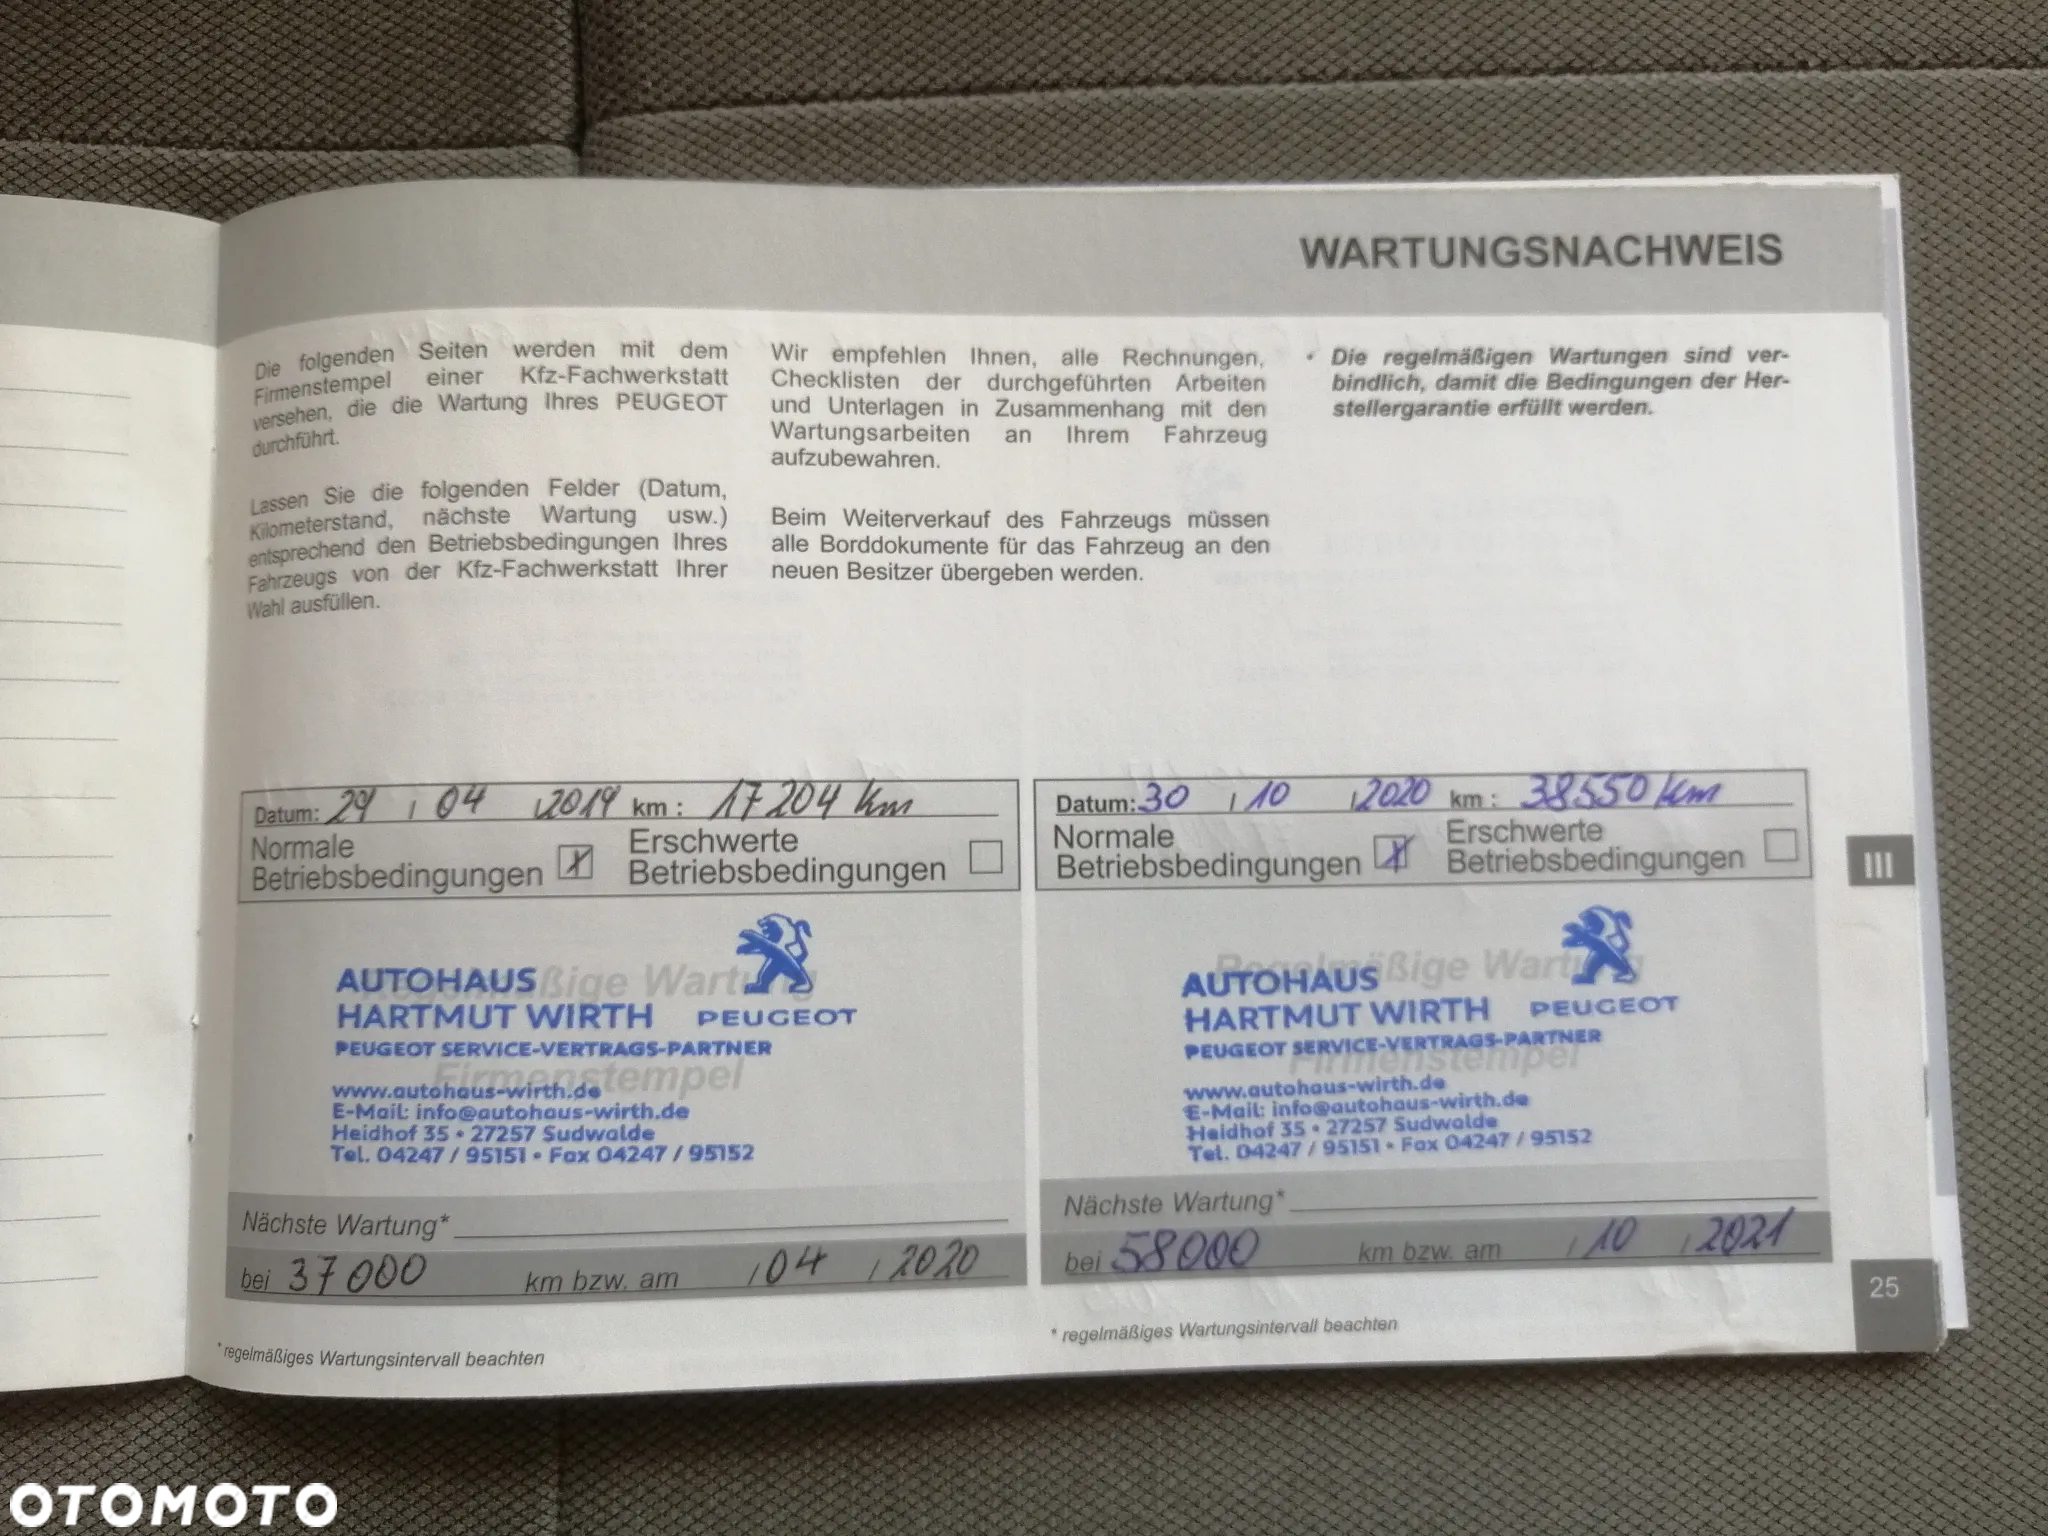 WARTUNGSNACHWEIS
Die folgenden Seiten werden mit dem
Firmenstempel einer Kfz-Fachwerkstatt
versehen, die die Wartung Ihres PEUGEOT
durchführt.
Lassen Sie die folgenden Felder (Datum,
Kilometerstand, nächste Wartung usw.)
entsprechend den Betriebsbedingungen Ihres
Fahrzeugs von der Kfz-Fachwerkstatt Ihrer
Wahl ausfüllen.
Wir empfehlen Ihnen, alle Rechnungen,
Checklisten der durchgeführten Arbeiten
und Unterlagen in Zusammenhang mit den
Wartungsarbeiten an Ihrem Fahrzeug
aufzubewahren.
Beim Weiterverkauf des Fahrzeugs müssen
alle Borddokumente für das Fahrzeug an den
neuen Besitzer übergeben werden.
• Die regelmäßigen Wartungen sind ver-
bindlich, damit die Bedingungen der Her-
stellergarantie erfüllt werden.
Datum: 29 / 04 / 2019 km : 17 204 km
Normale
Betriebsbedingungen X
Erschwerte
Betriebsbedingungen
Regelmäßige Wartung
AUTOHAUS
HARTMUT WIRTH PEUGEOT
PEUGEOT SERVICE-VERTRAGS-PARTNER
Firmenstempel
www.autohaus-wirth.de
E-Mail: info@autohaus-wirth.de
Heidhof 35 • 27257 Sudwalde
Tel. 04247 / 95151 • Fax 04247 / 95152
Nächste Wartung*
bei 37 000 km bzw. am / 04 / 2020
* regelmäßiges Wartungsintervall beachten
Datum: 30 / 10 / 2020 km : 38550 km
Normale
Betriebsbedingungen X
Erschwerte
Betriebsbedingungen
Regelmäßige Wartung
AUTOHAUS
HARTMUT WIRTH PEUGEOT
PEUGEOT SERVICE-VERTRAGS-PARTNER
Firmenstempel
www.autohaus-wirth.de
E-Mail: info@autohaus-wirth.de
Heidhof 35 • 27257 Sudwalde
Tel. 04247 / 95151 • Fax 04247 / 95152
Nächste Wartung*
bei 58000 km bzw. am / 10 / 2021
* regelmäßiges Wartungsintervall beachten
III
25
OTOMOTO